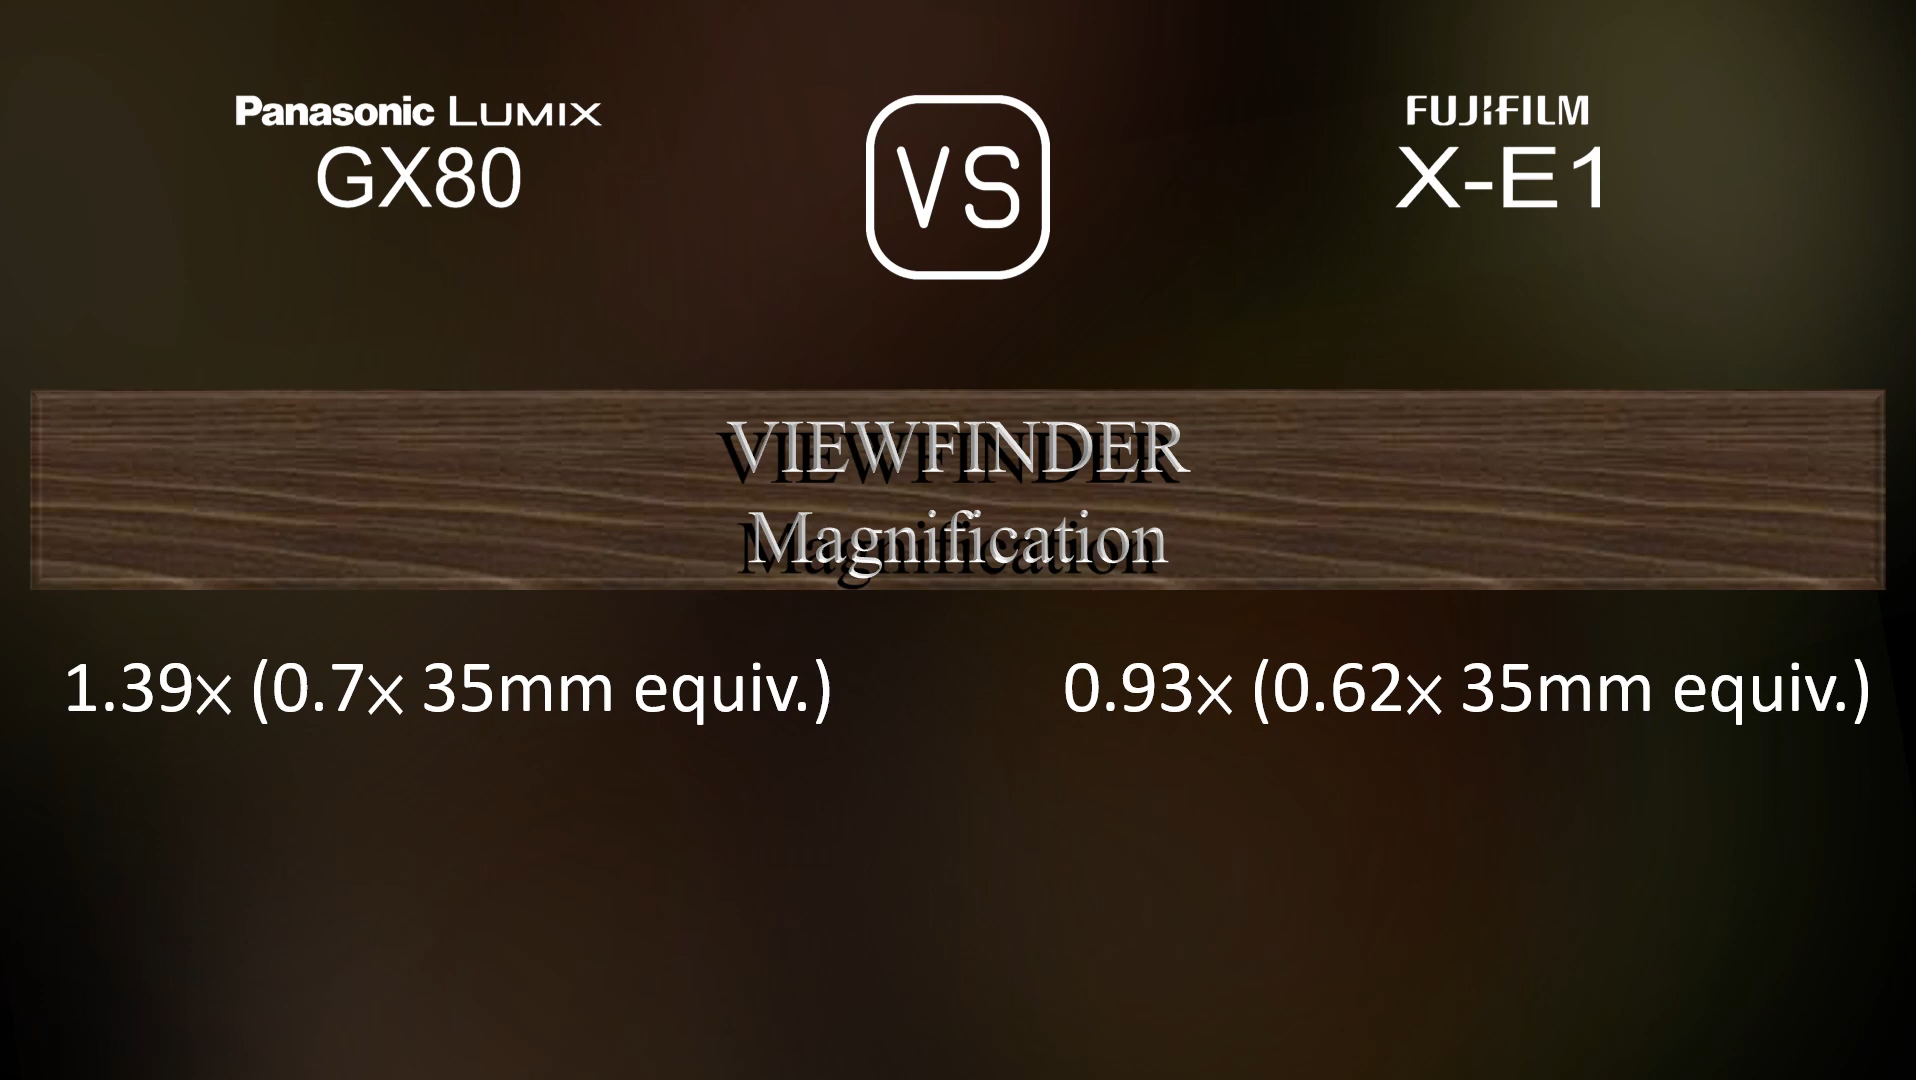 Panasonic LUMIX
GX80
VS
FUJIFILM
X-E1
VIEWFINDER
Magnification
1.39x (0.7x 35mm equiv.)
0.93x (0.62x 35mm equiv.)